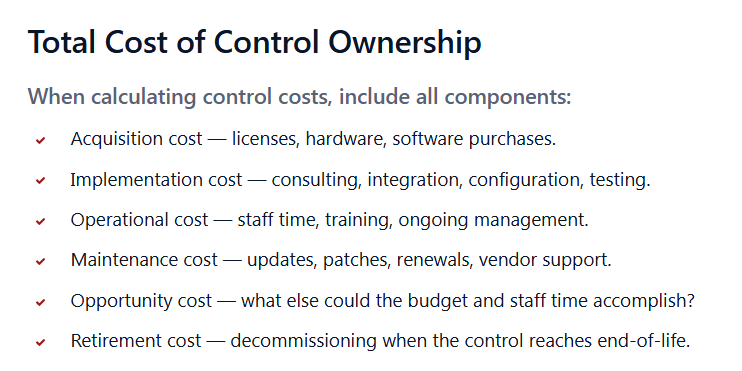 Total Cost of Control Ownership
When calculating control costs, include all components:
Acquisition cost — licenses, hardware, software purchases.
Implementation cost — consulting, integration, configuration, testing.
Operational cost — staff time, training, ongoing management.
Maintenance cost — updates, patches, renewals, vendor support.
Opportunity cost — what else could the budget and staff time accomplish?
Retirement cost — decommissioning when the control reaches end-of-life.